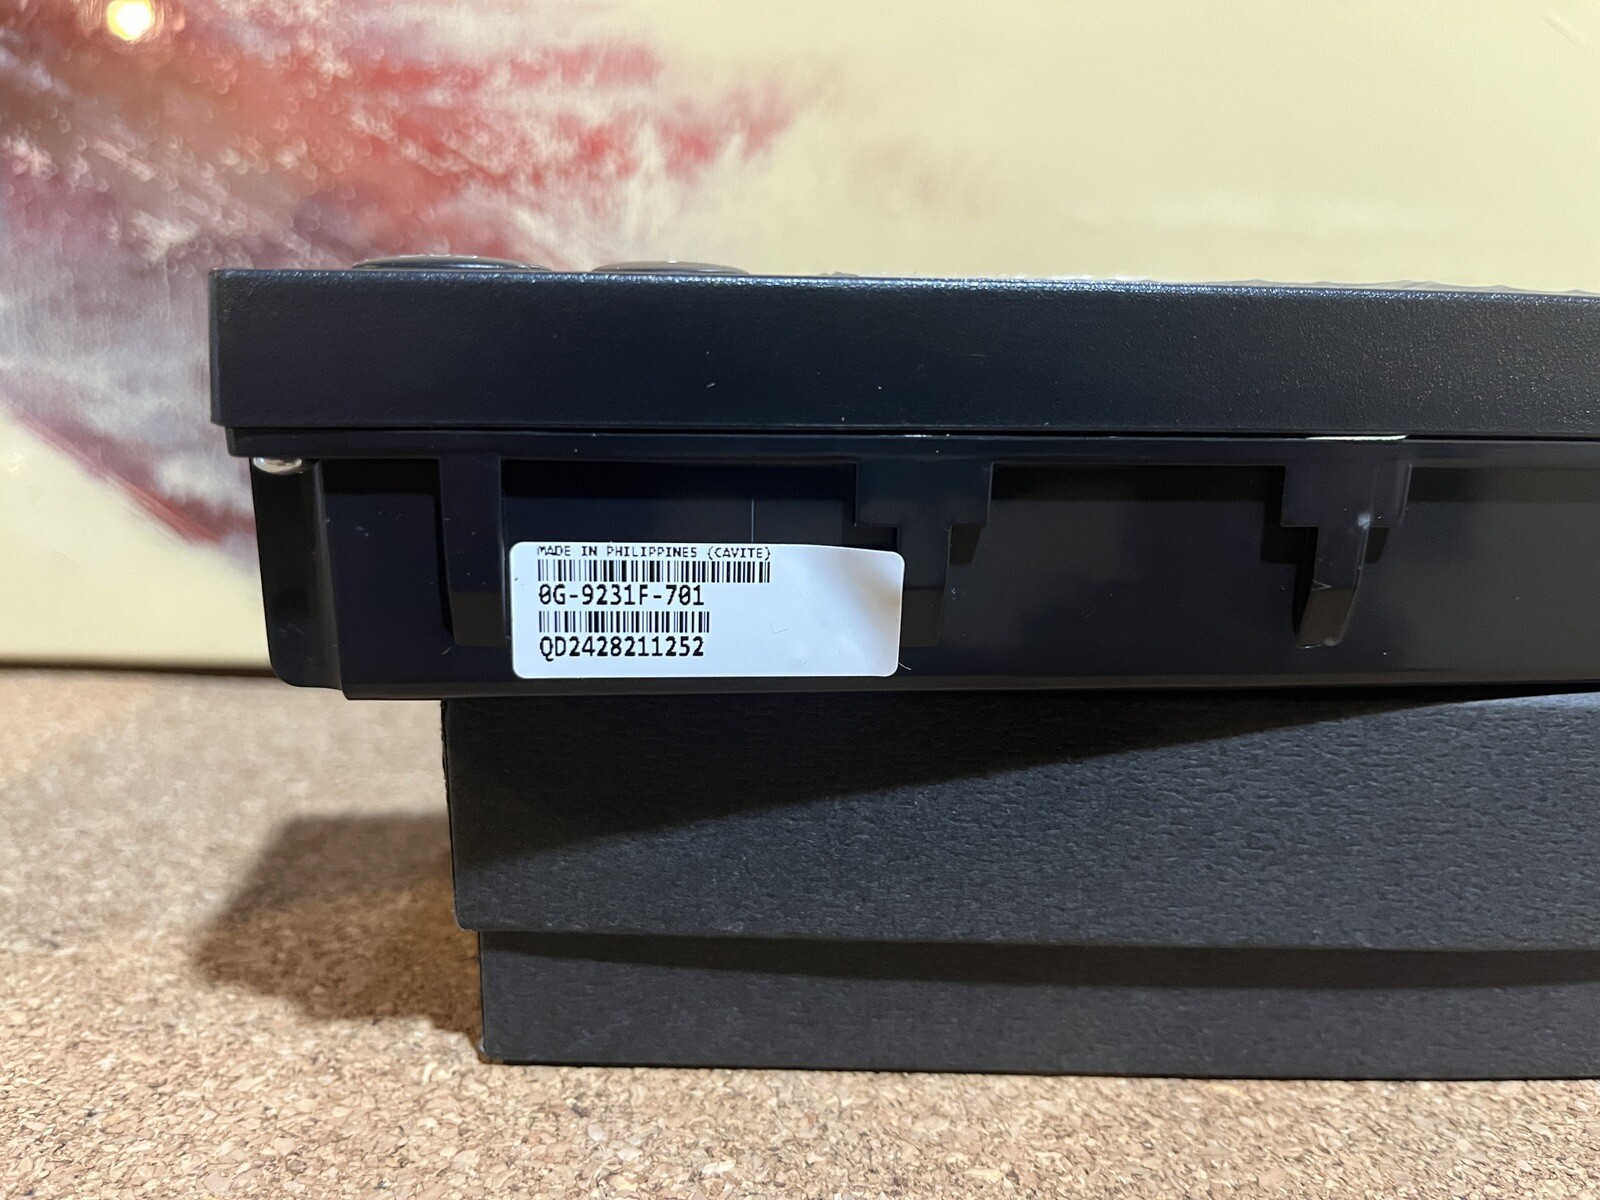 MADE IN PHILIPPINES (CAVITE)
0G-9231F-701
QD2428211252